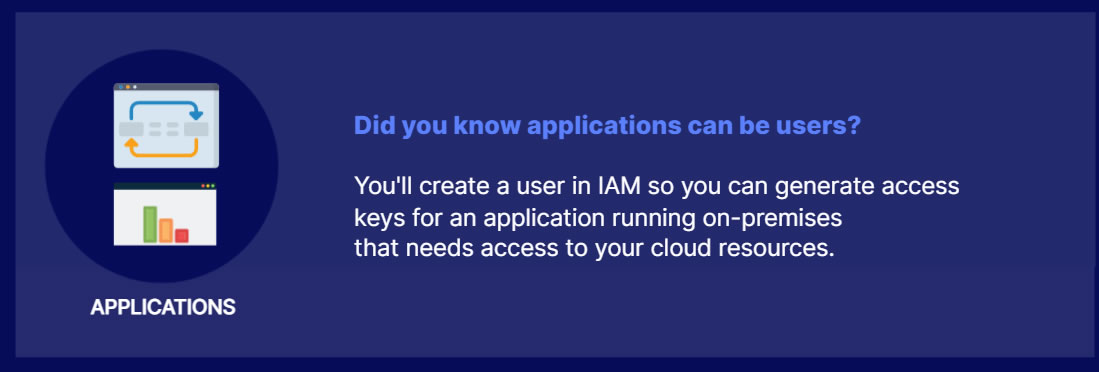 Did you know applications can be users?
You'll create a user in IAM so you can generate access
keys for an application running on-premises
that needs access to your cloud resources.
APPLICATIONS